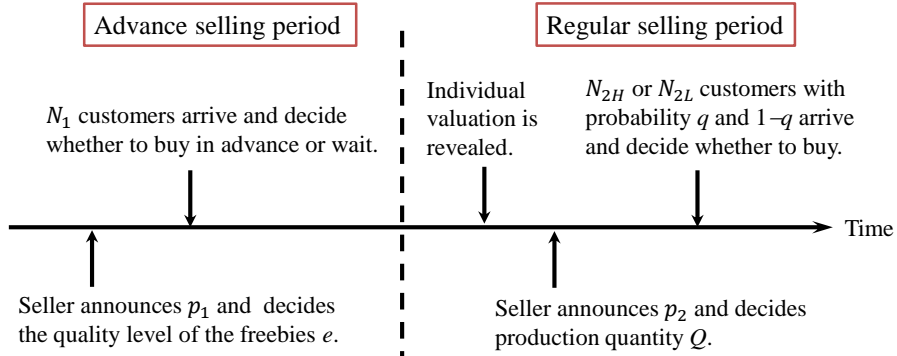 Advance selling period
Regular selling period
N₁ customers arrive and decide
whether to buy in advance or wait.
Individual
valuation is
revealed.
N₂H or N₂L customers with
probability q and 1−q arrive
and decide whether to buy.
Time
Seller announces p₁ and decides
the quality level of the freebies e.
Seller announces p₂ and decides
production quantity Q.